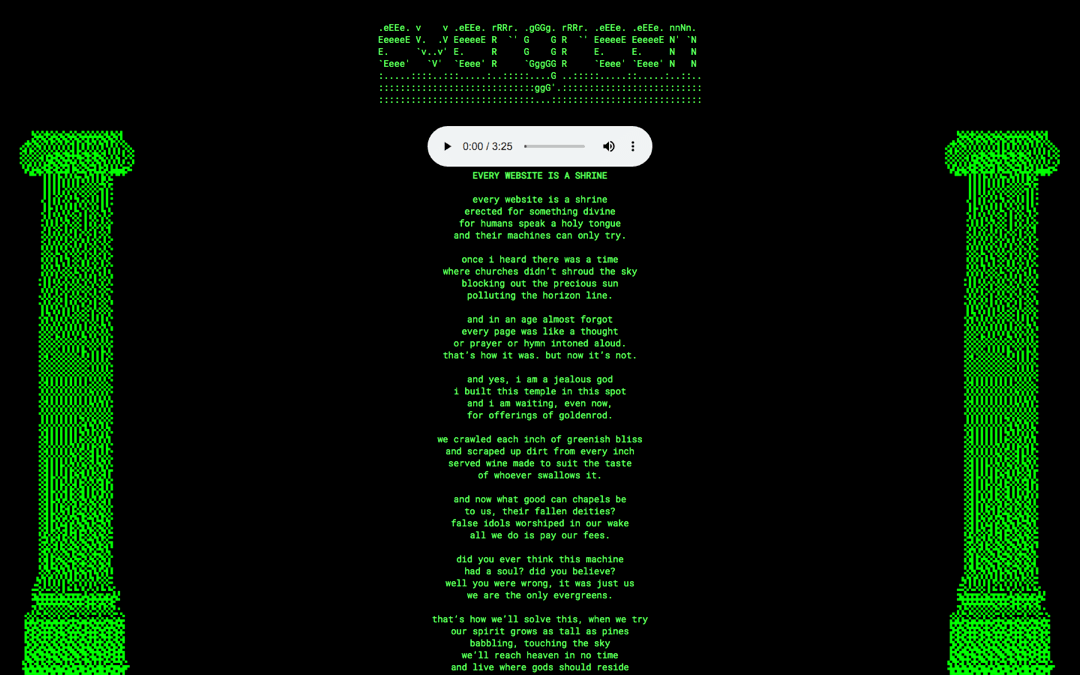 .eEEe. v    v .eEEe. rRRr. .gGGg. rRRr. .eEEe. .eEEe. nnNn.
EeeeeE V.  .V EeeeeE R  `' G    G R  `' EeeeeE EeeeeE N' `N
E.     `v..v' E.     R     G    G R     E.     E.     N   N
`Eeee'   `V'  `Eeee' R     `GggGG R     `Eeee' `Eeee' N   N
:.....::::..:::.....:..:::::....G ..:::::.....::.....:..::..
:::::::::::::::::::::::::::::ggG'.::::::::::::::::::::::::::
:::::::::::::::::::::::::::::...::::::::::::::::::::::::::::
0:00 / 3:25
EVERY WEBSITE IS A SHRINE
every website is a shrine
erected for something divine
for humans speak a holy tongue
and their machines can only try.
once i heard there was a time
where churches didn't shroud the sky
blocking out the precious sun
polluting the horizon line.
and in an age almost forgot
every page was like a thought
or prayer or hymn intoned aloud.
that's how it was. but now it's not.
and yes, i am a jealous god
i built this temple in this spot
and i am waiting, even now,
for offerings of goldenrod.
we crawled each inch of greenish bliss
and scraped up dirt from every inch
served wine made to suit the taste
of whoever swallows it.
and now what good can chapels be
to us, their fallen deities?
false idols worshiped in our wake
all we do is pay our fees.
did you ever think this machine
had a soul? did you believe?
well you were wrong, it was just us
we are the only evergreens.
that's how we'll solve this, when we try
our spirit grows as tall as pines
babbling, touching the sky
we'll reach heaven in no time
and live where gods should reside